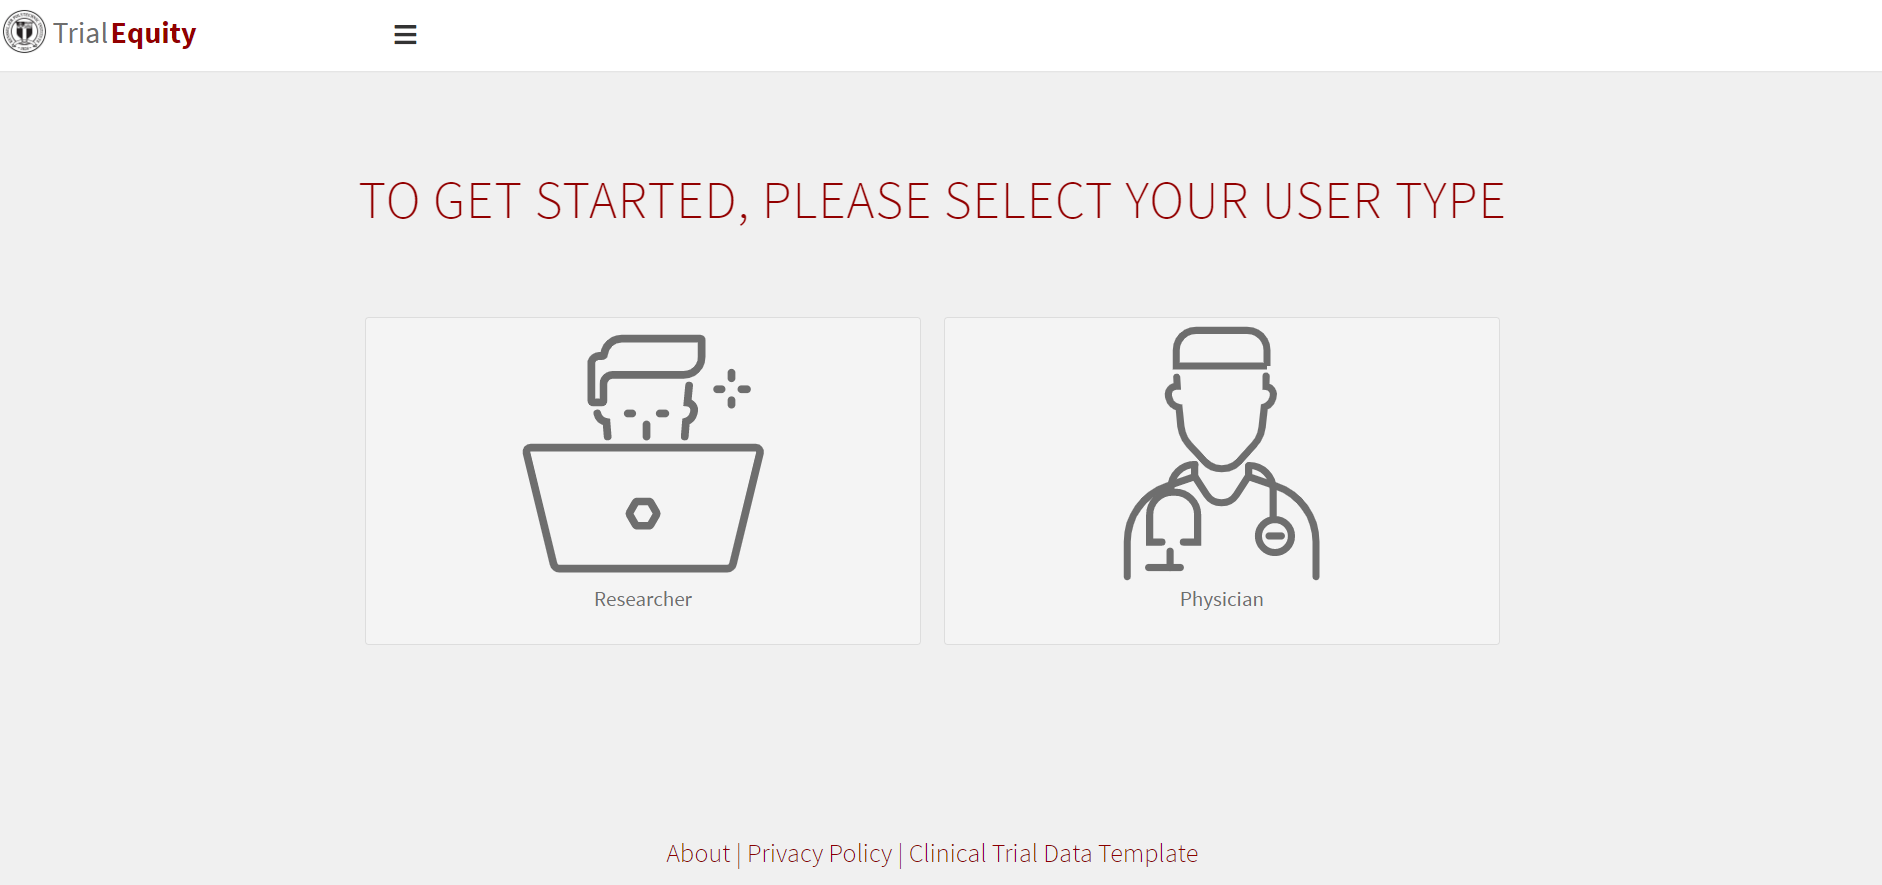 TrialEquity
TO GET STARTED, PLEASE SELECT YOUR USER TYPE
Researcher
Physician
About | Privacy Policy | Clinical Trial Data Template